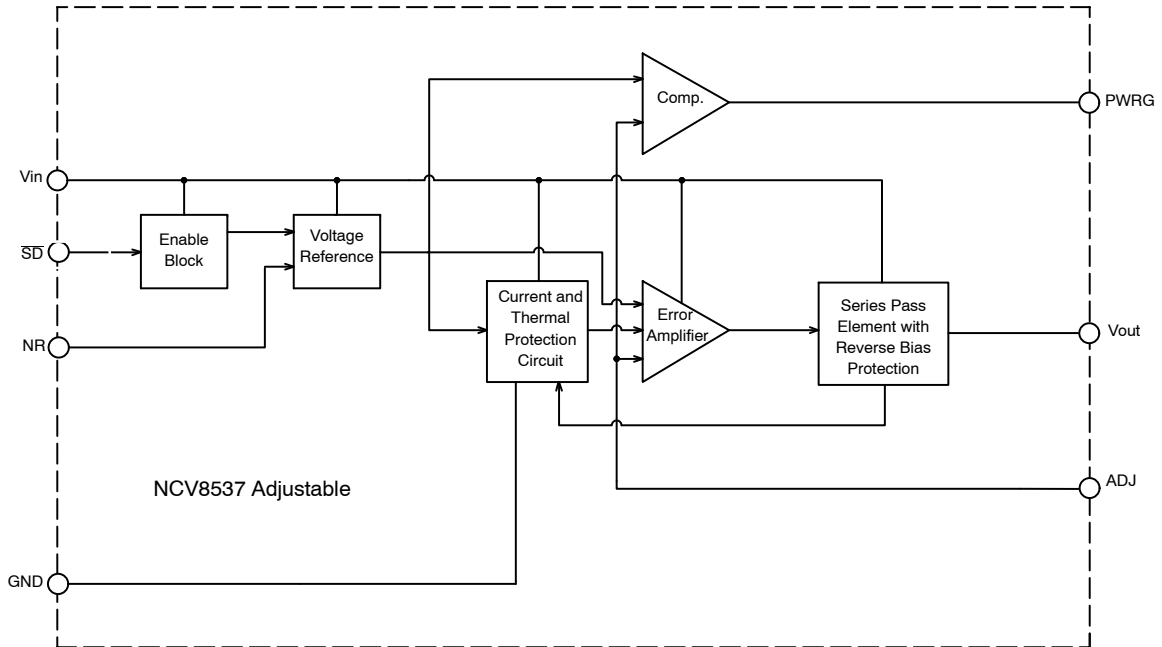 Comp.
PWRG
Vin
Enable
Block
Voltage
Reference
S̅D̅
Current and
Thermal
Protection
Circuit
Error
Amplifier
Series Pass
Element with
Reverse Bias
Protection
Vout
NR
NCV8537 Adjustable
ADJ
GND